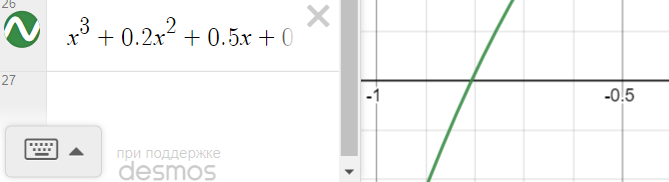 26
x³ + 0.2x² + 0.5x + 0
27
при поддержке
desmos
-1
-0.5